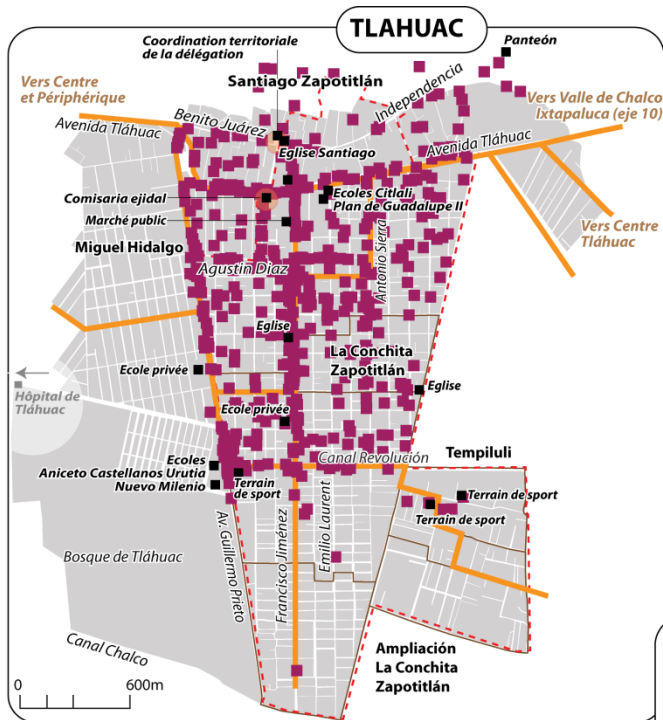 TLAHUAC
Coordination territoriale
de la délégation
Panteón
Santiago Zapotitlán
Vers Centre
et Périphérique
Independencia
Vers Valle de Chalco
Ixtapaluca (eje 10)
Benito Juárez
Avenida Tláhuac
Avenida Tláhuac
Eglise Santiago
Comisaria ejidal
Ecoles Citlali
Plan de Guadalupe II
Marché public
Antonio Sierra
Vers Centre
Tláhuac
Miguel Hidalgo
Agustin Diaz
Eglise
La Conchita
Zapotitlán
Ecole privée
Hôpital de
Tláhuac
Eglise
Ecole privée
Canal Revolución
Tempiluli
Ecoles
Aniceto Castellanos Urutia
Nuevo Milenio
Terrain
de sport
Terrain de sport
Terrain de sport
Bosque de Tláhuac
Av. Guillermo Prieto
Francisco Jiménez
Emilio Laurent
Canal Chalco
Ampliación
La Conchita
Zapotitlán
0
600m